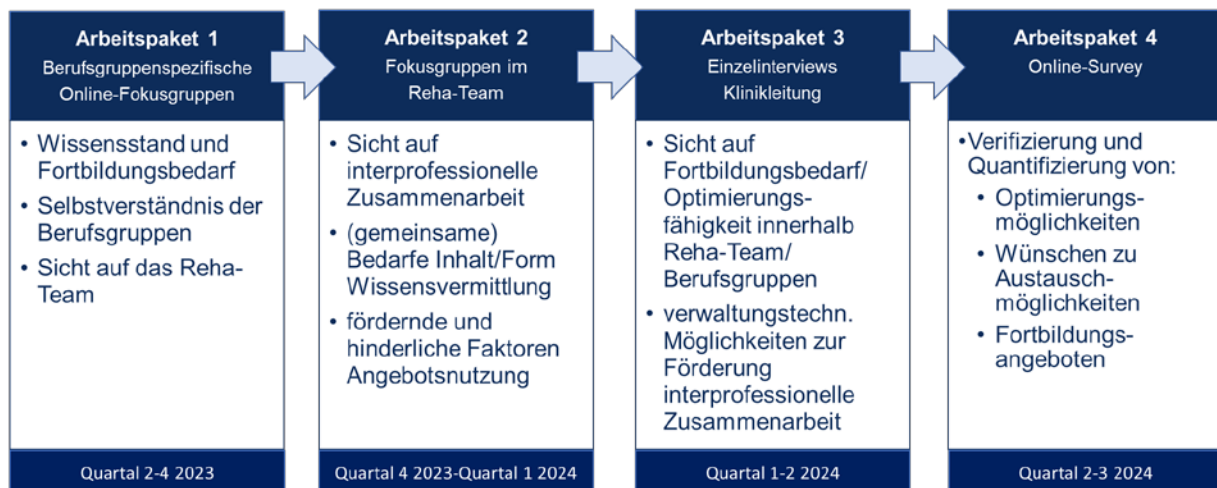 Arbeitspaket 1
Berufsgruppenspezifische
Online-Fokusgruppen
• Wissensstand und
Fortbildungsbedarf
• Selbstverständnis der
Berufsgruppen
• Sicht auf das Reha-
Team
Quartal 2-4 2023
Arbeitspaket 2
Fokusgruppen im
Reha-Team
• Sicht auf
interprofessionelle
Zusammenarbeit
• (gemeinsame)
Bedarfe Inhalt/Form
Wissensvermittlung
• fördernde und
hinderliche Faktoren
Angebotsnutzung
Quartal 4 2023-Quartal 1 2024
Arbeitspaket 3
Einzelinterviews
Klinikleitung
• Sicht auf
Fortbildungsbedarf/
Optimierungs-
fähigkeit innerhalb
Reha-Team/
Berufsgruppen
• verwaltungstechn.
Möglichkeiten zur
Förderung
interprofessionelle
Zusammenarbeit
Quartal 1-2 2024
Arbeitspaket 4
Online-Survey
•Verifizierung und
Quantifizierung von:
• Optimierungs-
möglichkeiten
• Wünschen zu
Austausch-
möglichkeiten
• Fortbildungs-
angeboten
Quartal 2-3 2024